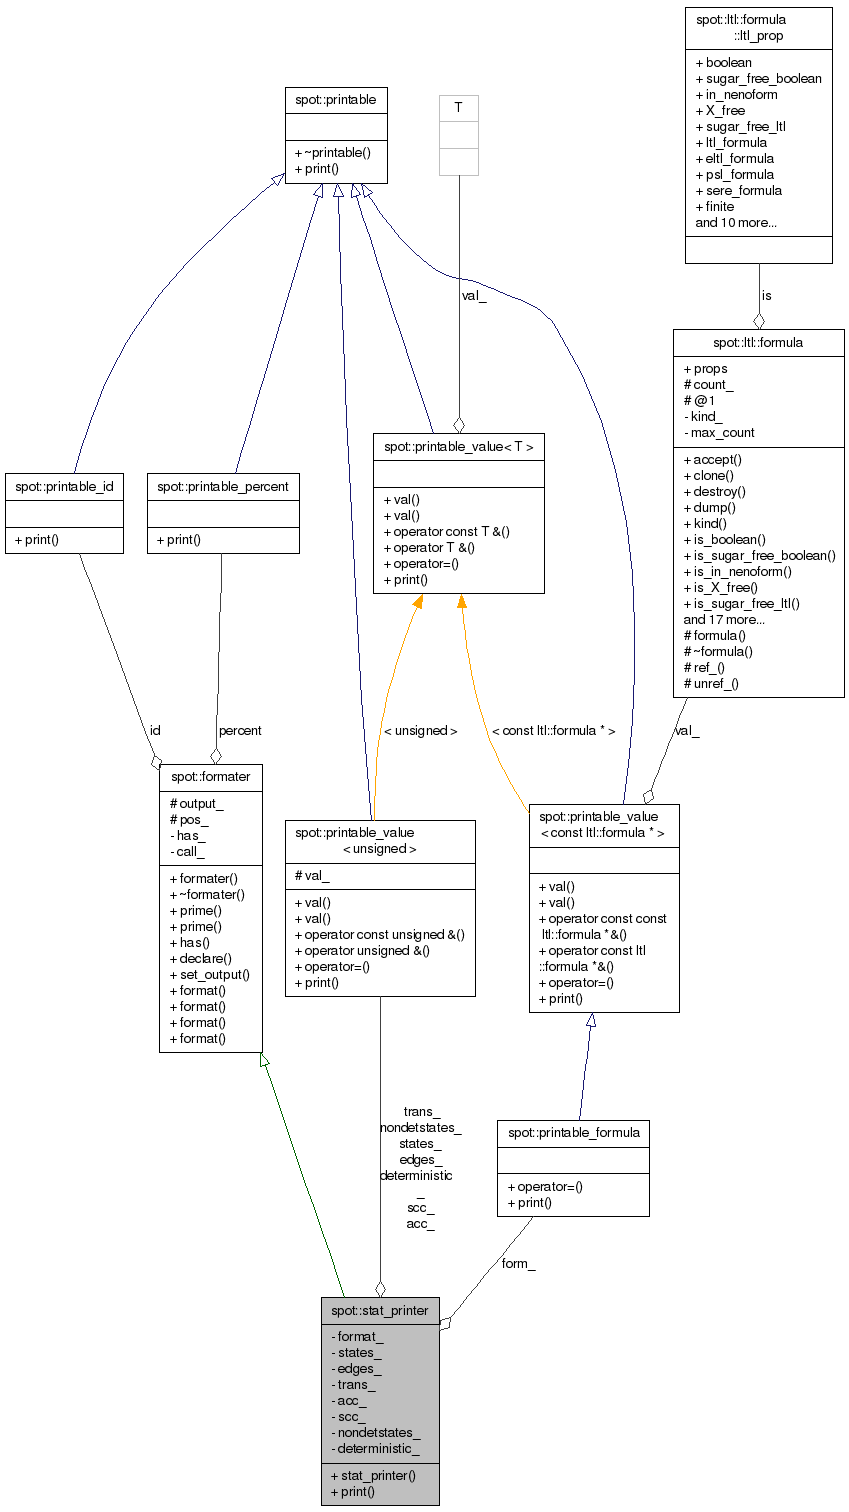 spot::ltl::formula
::ltl_prop
+ boolean
+ sugar_free_boolean
+ in_nenoform
+ X_free
+ sugar_free_ltl
+ ltl_formula
+ eltl_formula
+ psl_formula
+ sere_formula
+ finite
and 10 more...
spot::printable
+ ~printable()
+ print()
T
val_
is
spot::ltl::formula
+ props
# count_
# @1
- kind_
- max_count
+ accept()
+ clone()
+ destroy()
+ dump()
+ kind()
+ is_boolean()
+ is_sugar_free_boolean()
+ is_in_nenoform()
+ is_X_free()
+ is_sugar_free_ltl()
and 17 more...
# formula()
# ~formula()
# ref_()
# unref_()
spot::printable_value< T >
+ val()
+ val()
+ operator const T &()
+ operator T &()
+ operator=()
+ print()
spot::printable_id
+ print()
spot::printable_percent
+ print()
id
percent
< unsigned >
< const ltl::formula * >
val_
spot::formater
# output_
# pos_
- has_
- call_
+ formater()
+ ~formater()
+ prime()
+ prime()
+ has()
+ declare()
+ set_output()
+ format()
+ format()
+ format()
+ format()
spot::printable_value
< unsigned >
# val_
+ val()
+ val()
+ operator const unsigned &()
+ operator unsigned &()
+ operator=()
+ print()
spot::printable_value
< const ltl::formula * >
+ val()
+ val()
+ operator const const
ltl::formula *&()
+ operator const ltl
::formula *&()
+ operator=()
+ print()
trans_
nondetstates_
states_
edges_
deterministic
_
scc_
acc_
spot::printable_formula
+ operator=()
+ print()
form_
spot::stat_printer
- format_
- states_
- edges_
- trans_
- acc_
- scc_
- nondetstates_
- deterministic_
+ stat_printer()
+ print()